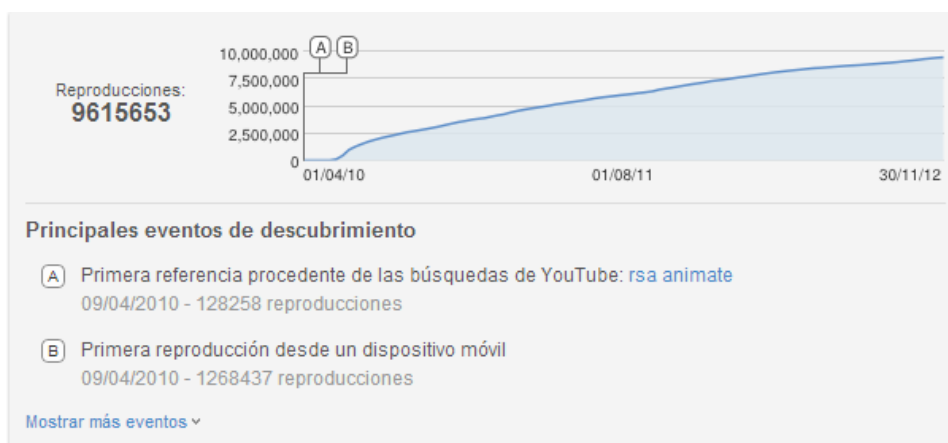 10,000,000
A B
7,500,000
Reproducciones:
9615653
5,000,000
2,500,000
0
01/04/10 01/08/11 30/11/12
Principales eventos de descubrimiento
A Primera referencia procedente de las búsquedas de YouTube: rsa animate
09/04/2010 - 128258 reproducciones
B Primera reproducción desde un dispositivo móvil
09/04/2010 - 1268437 reproducciones
Mostrar más eventos